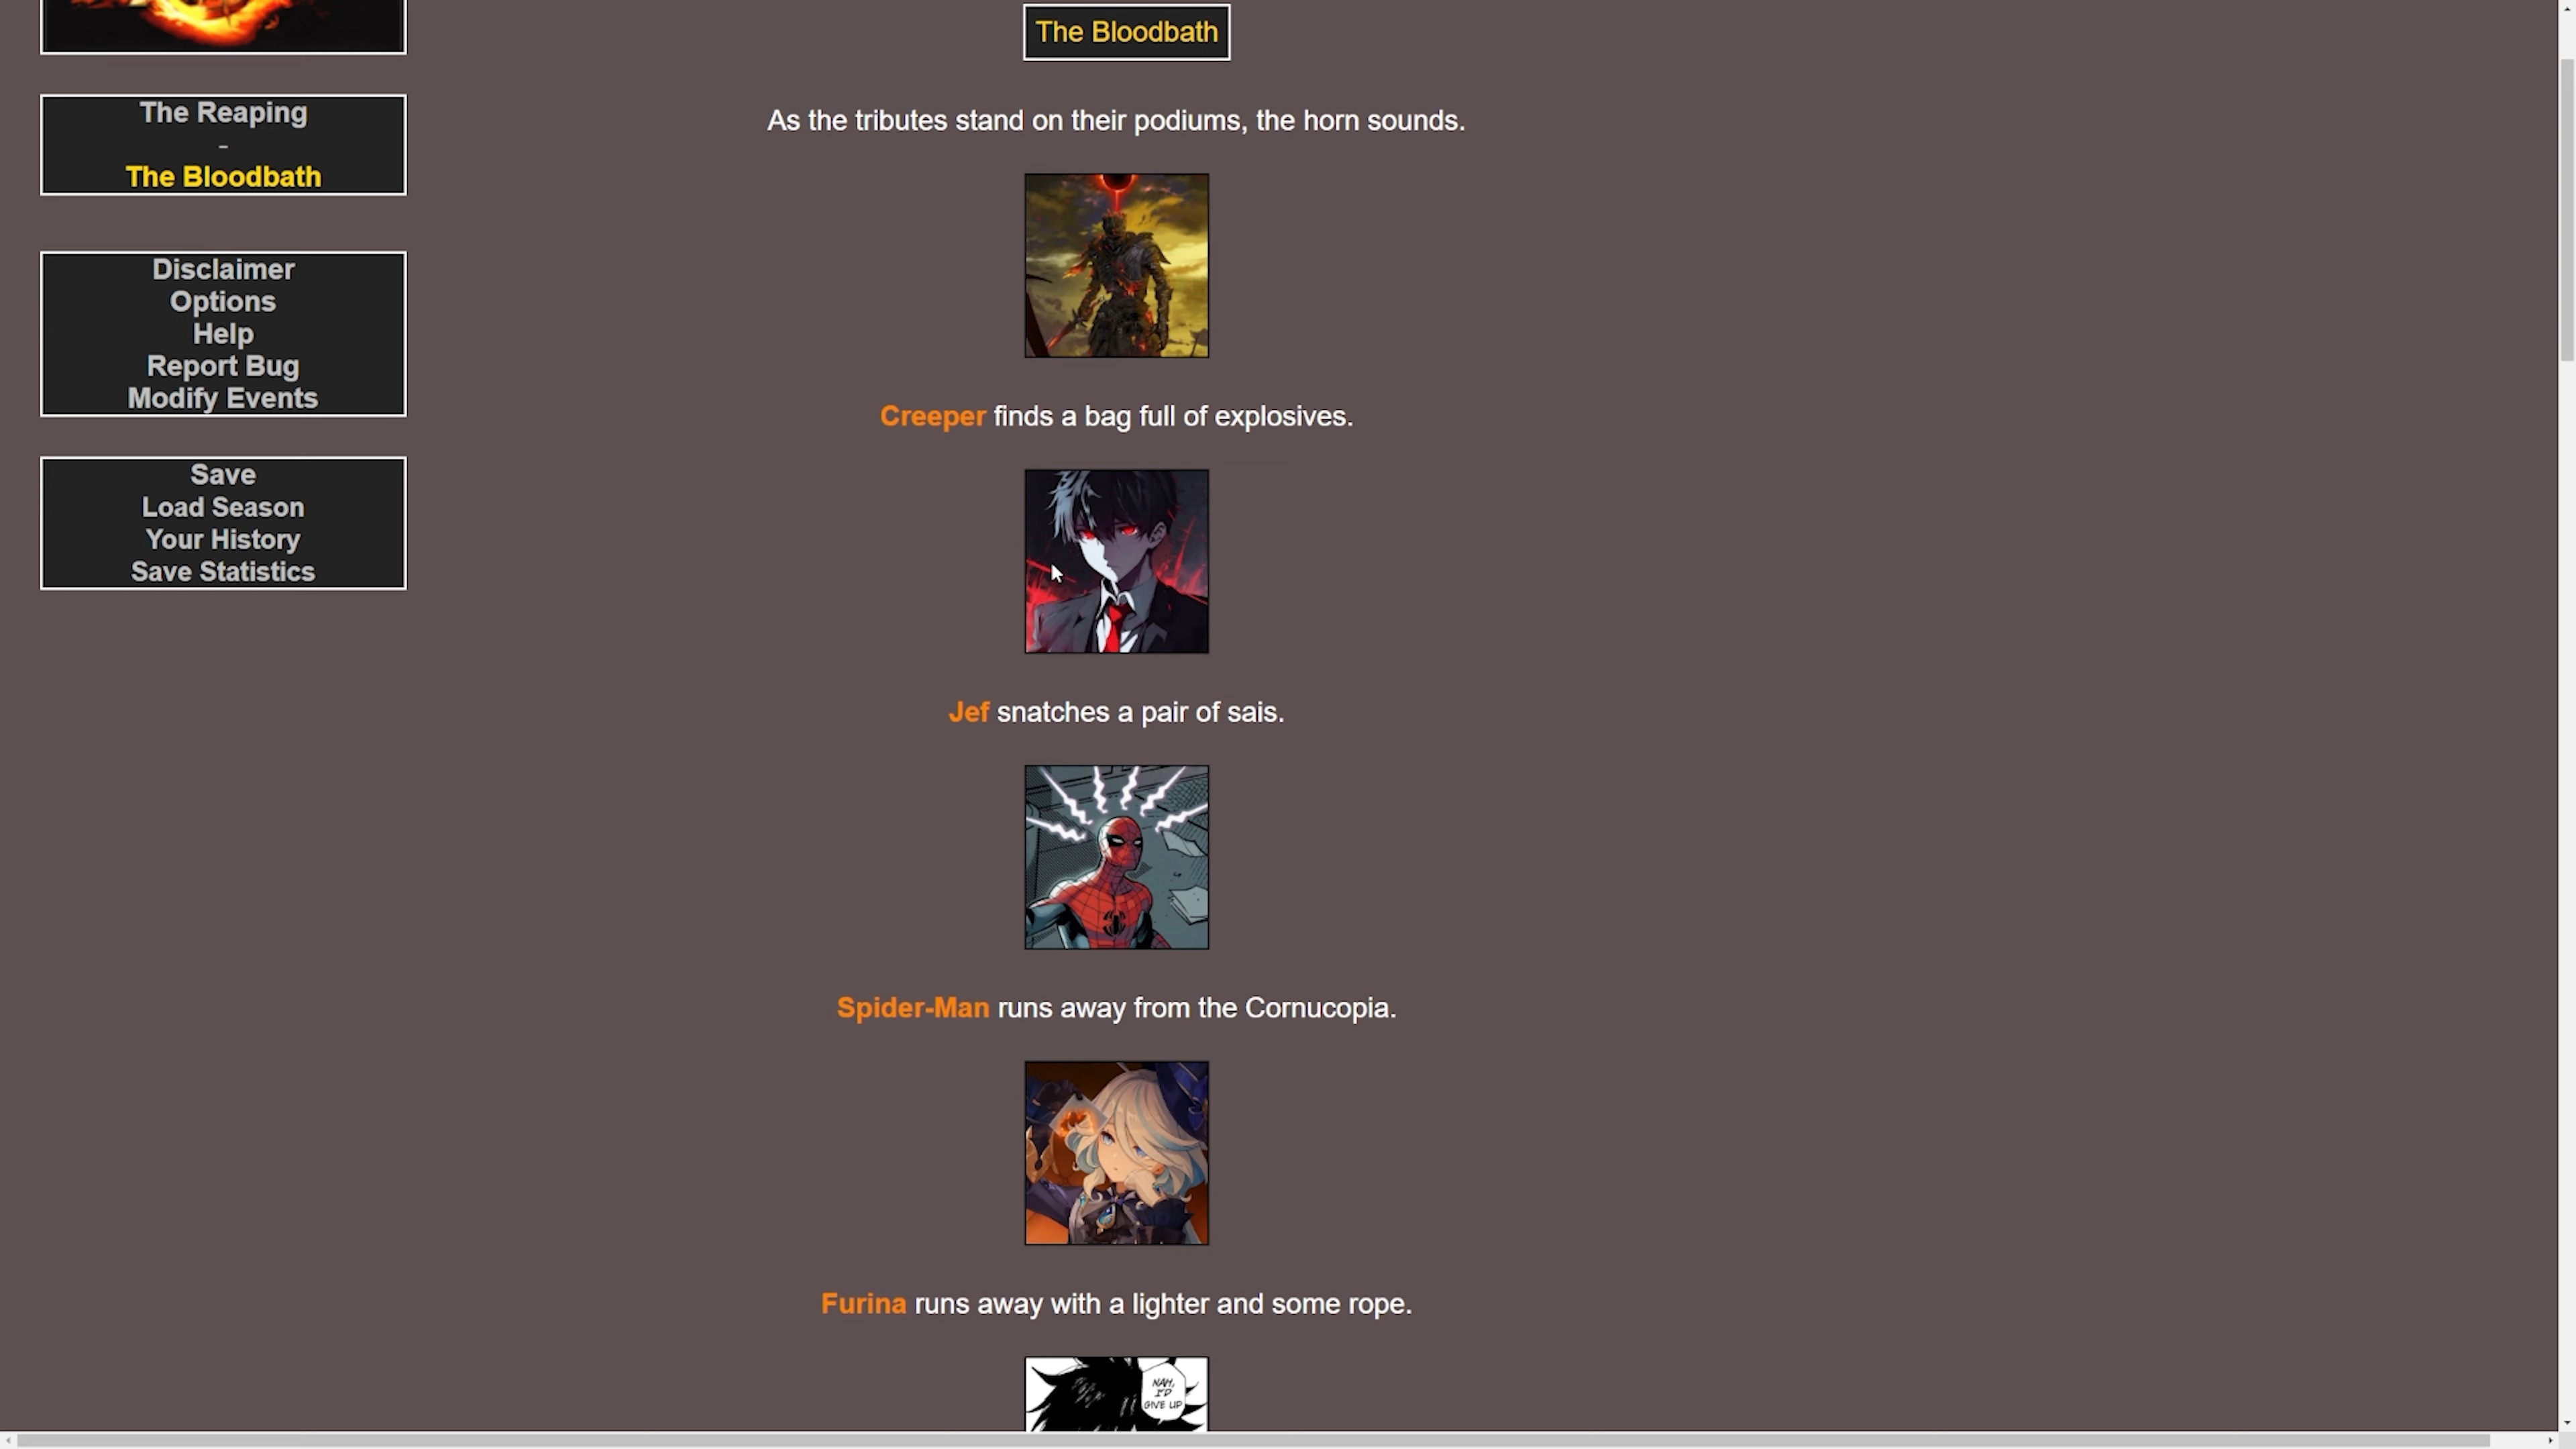 The Reaping
-
The Bloodbath
Disclaimer
Options
Help
Report Bug
Modify Events
Save
Load Season
Your History
Save Statistics
The Bloodbath
As the tributes stand on their podiums, the horn sounds.
Creeper finds a bag full of explosives.
Jef snatches a pair of sais.
Spider-Man runs away from the Cornucopia.
Furina runs away with a lighter and some rope.
NAH,
I'D
GIVE UP